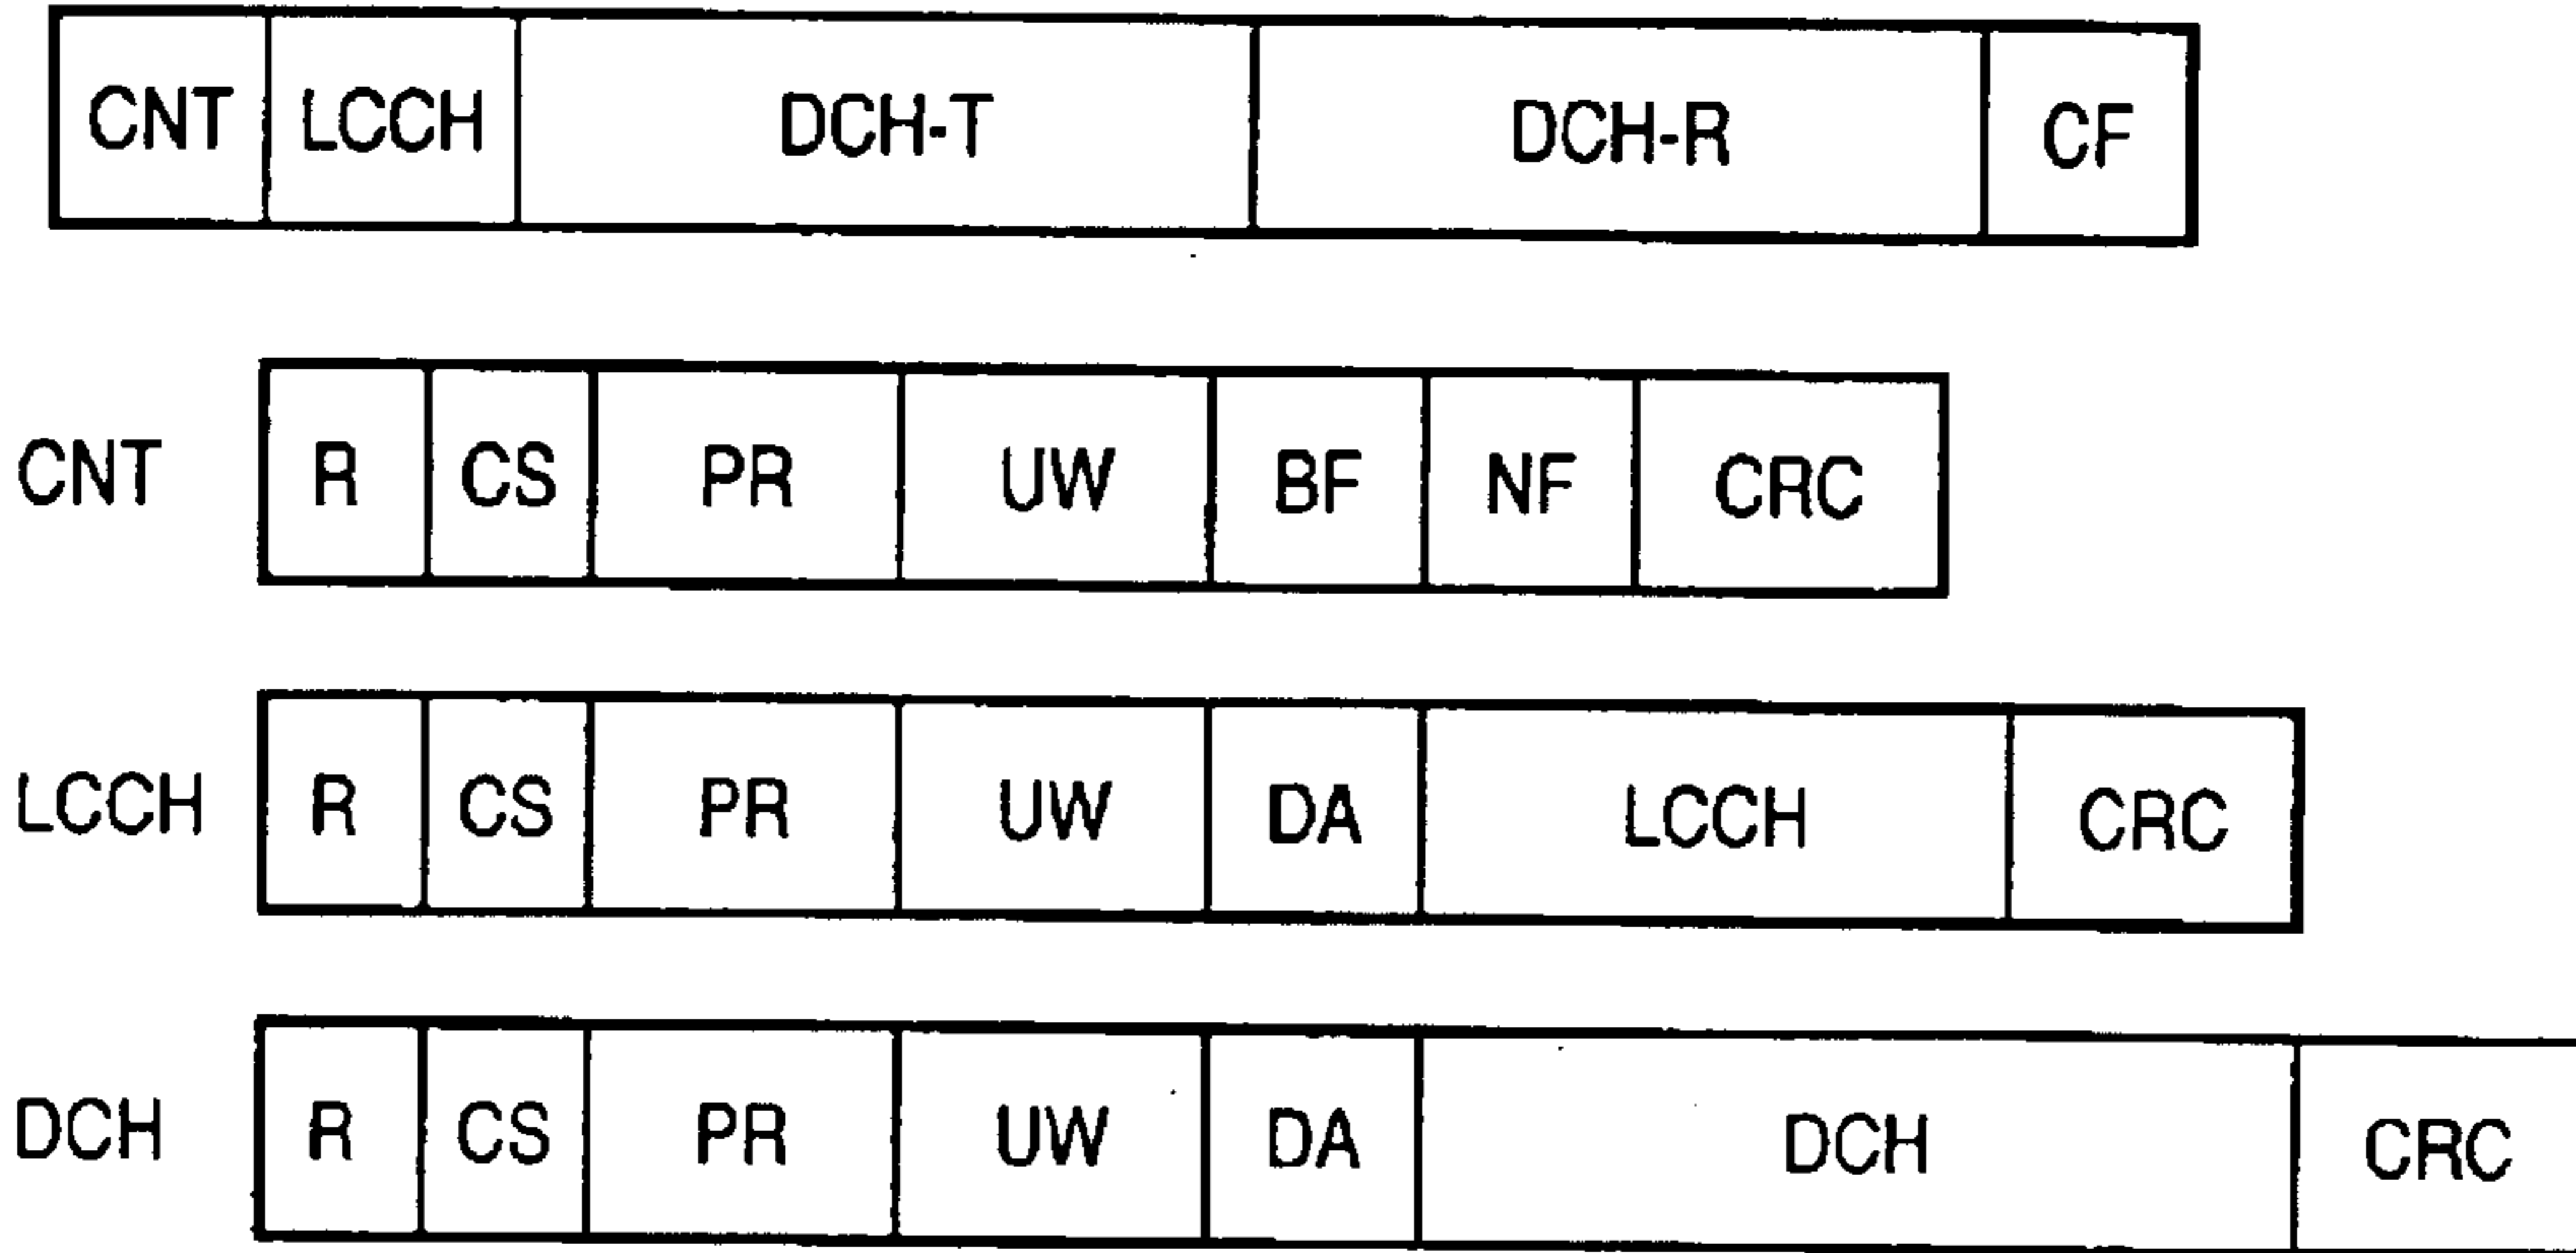 CNT LCCH DCH-T DCH-R CF
CNT R CS PR UW BF NF CRC
LCCH R CS PR UW DA LCCH CRC
DCH R CS PR UW DA DCH CRC